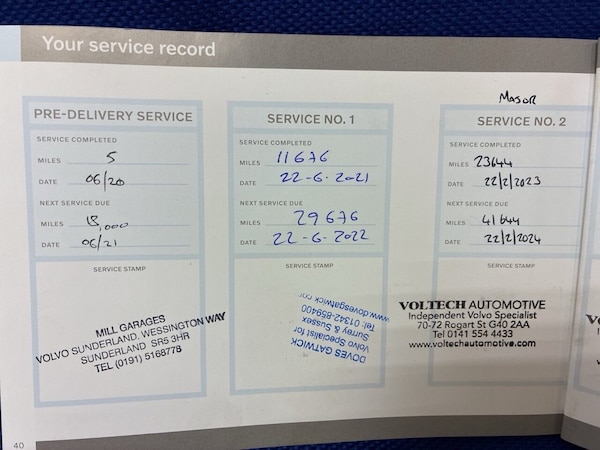 Your service record
PRE-DELIVERY SERVICE
SERVICE COMPLETED
MILES 5
DATE 06/20
NEXT SERVICE DUE
MILES 18,000
DATE 06/21
SERVICE STAMP
MILL GARAGES
VOLVO SUNDERLAND, WESSINGTON WAY
SUNDERLAND SR5 3HR
TEL (0191) 5168778
SERVICE NO. 1
SERVICE COMPLETED
MILES 11676
DATE 22-6-2021
NEXT SERVICE DUE
MILES 29676
DATE 22-6-2022
SERVICE STAMP
DOVES GATWICK
Volvo Specialist for
Surrey & Sussex
Tel: 01342-859400
www.dovesgatwick
Major
SERVICE NO. 2
SERVICE COMPLETED
MILES 23644
DATE 22/2/2023
NEXT SERVICE DUE
MILES 41644
DATE 22/2/2024
SERVICE STAMP
VOLTECH AUTOMOTIVE
Independent Volvo Specialist
70-72 Rogart St G40 2AA
Tel 0141 554 4433
www.voltechautomotive.com
40